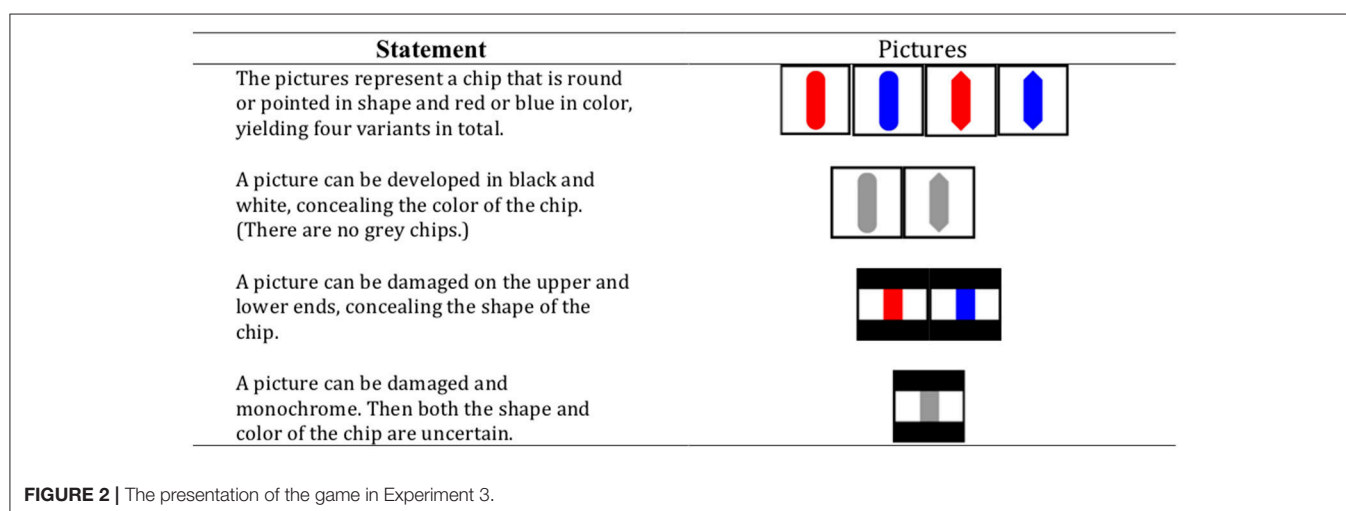 Statement Pictures
The pictures represent a chip that is round
or pointed in shape and red or blue in color,
yielding four variants in total.
A picture can be developed in black and
white, concealing the color of the chip.
(There are no grey chips.)
A picture can be damaged on the upper and
lower ends, concealing the shape of the
chip.
A picture can be damaged and
monochrome. Then both the shape and
color of the chip are uncertain.
FIGURE 2 | The presentation of the game in Experiment 3.